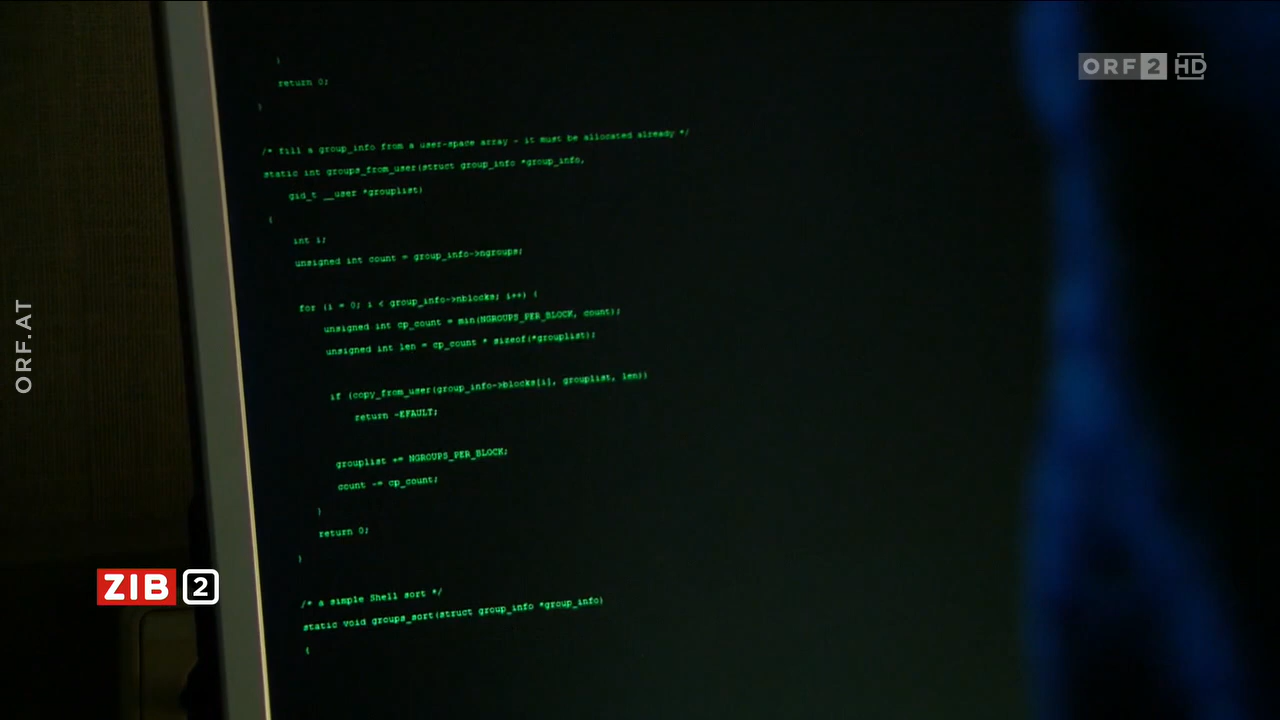 ORF 2 HD
}
return 0;
}
/* fill a group_info from a user-space array - it must be allocated already */
static int groups_from_user(struct group_info *group_info,
gid_t __user *grouplist)
{
int i;
unsigned int count = group_info->ngroups;
for (i = 0; i < group_info->nblocks; i++) {
unsigned int cp_count = min(NGROUPS_PER_BLOCK, count);
unsigned int len = cp_count * sizeof(*grouplist);
if (copy_from_user(group_info->blocks[i], grouplist, len))
return -EFAULT;
grouplist += NGROUPS_PER_BLOCK;
count -= cp_count;
}
return 0;
}
/* a simple Shell sort */
static void groups_sort(struct group_info *group_info)
{
ORF.AT
ZIB 2